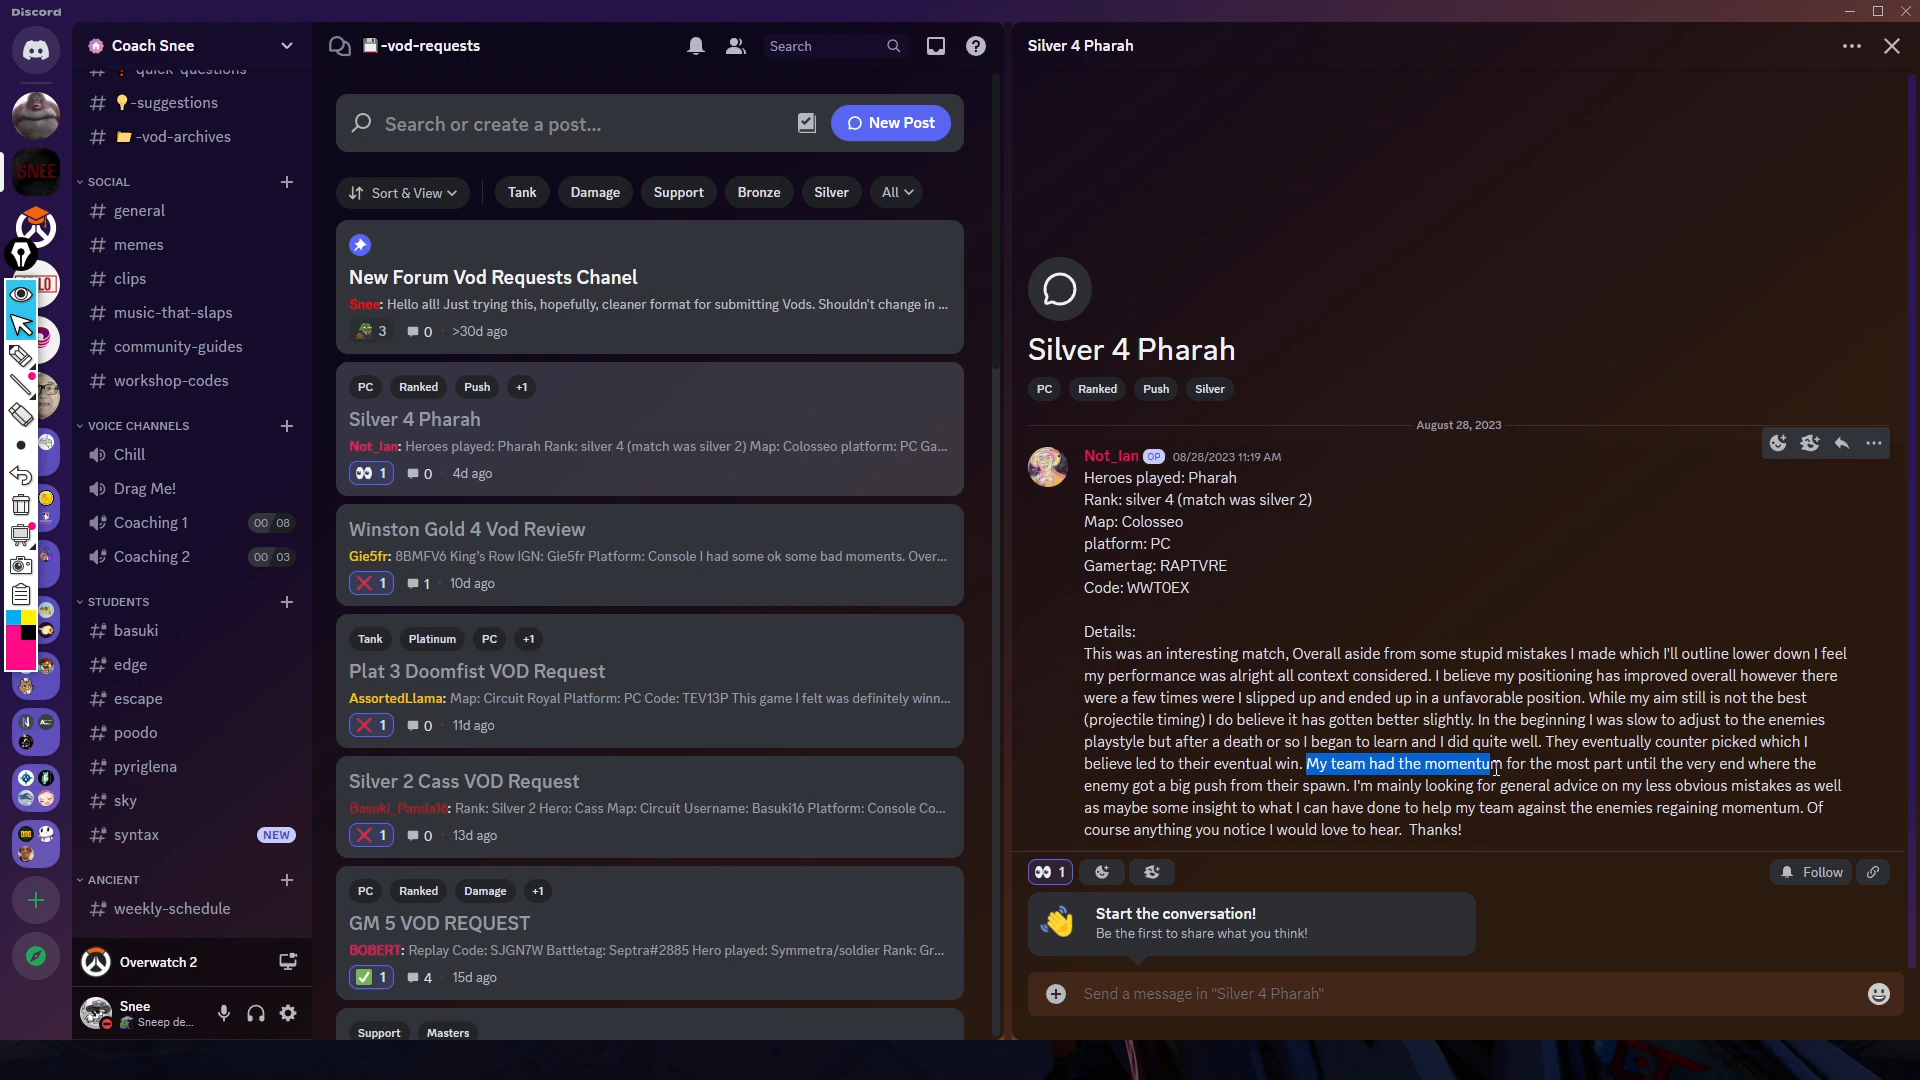 Discord
Coach Snee
quick-questions
-suggestions
-vod-archives
SOCIAL
general
memes
clips
music-that-slaps
community-guides
workshop-codes
VOICE CHANNELS
Chill
Drag Me!
Coaching 1 00 08
Coaching 2 00 03
STUDENTS
basuki
edge
escape
poodo
pyriglena
sky
syntax NEW
ANCIENT
weekly-schedule
Overwatch 2
Snee
Sneep de...
SNEE
-vod-requests
Search
Search or create a post...
New Post
Sort & View
Tank Damage Support Bronze Silver All
New Forum Vod Requests Chanel
Snee: Hello all! Just trying this, hopefully, cleaner format for submitting Vods. Shouldn't change in ...
3 0 · >30d ago
PC Ranked Push +1
Silver 4 Pharah
Not_Ian: Heroes played: Pharah Rank: silver 4 (match was silver 2) Map: Colosseo platform: PC Ga...
1 0 · 4d ago
Winston Gold 4 Vod Review
Gie5fr: 8BMFV6 King's Row IGN: Gie5fr Platform: Console I had some ok some bad moments. Over...
1 1 · 10d ago
Tank Platinum PC +1
Plat 3 Doomfist VOD Request
AssortedLlama: Map: Circuit Royal Platform: PC Code: TEV13P This game I felt was definitely winn...
1 0 · 11d ago
Silver 2 Cass VOD Request
Basuki_Panda16: Rank: Silver 2 Hero: Cass Map: Circuit Username: Basuki16 Platform: Console Co...
1 0 · 13d ago
PC Ranked Damage +1
GM 5 VOD REQUEST
BOBERT: Replay Code: SJGN7W Battletag: Septra#2885 Hero played: Symmetra/soldier Rank: Gr...
1 4 · 15d ago
Support Masters
Silver 4 Pharah
Silver 4 Pharah
PC Ranked Push Silver
August 28, 2023
Not_Ian OP 08/28/2023 11:19 AM
Heroes played: Pharah
Rank: silver 4 (match was silver 2)
Map: Colosseo
platform: PC
Gamertag: RAPTVRE
Code: WWT0EX
Details:
This was an interesting match, Overall aside from some stupid mistakes I made which I'll outline lower down I feel
my performance was alright all context considered. I believe my positioning has improved overall however there
were a few times were I slipped up and ended up in a unfavorable position. While my aim still is not the best
(projectile timing) I do believe it has gotten better slightly. In the beginning I was slow to adjust to the enemies
playstyle but after a death or so I began to learn and I did quite well. They eventually counter picked which I
believe led to their eventual win. My team had the momentum for the most part until the very end where the
enemy got a big push from their spawn. I'm mainly looking for general advice on my less obvious mistakes as well
as maybe some insight to what I can have done to help my team against the enemies regaining momentum. Of
course anything you notice I would love to hear. Thanks!
1
Follow
Start the conversation!
Be the first to share what you think!
Send a message in "Silver 4 Pharah"